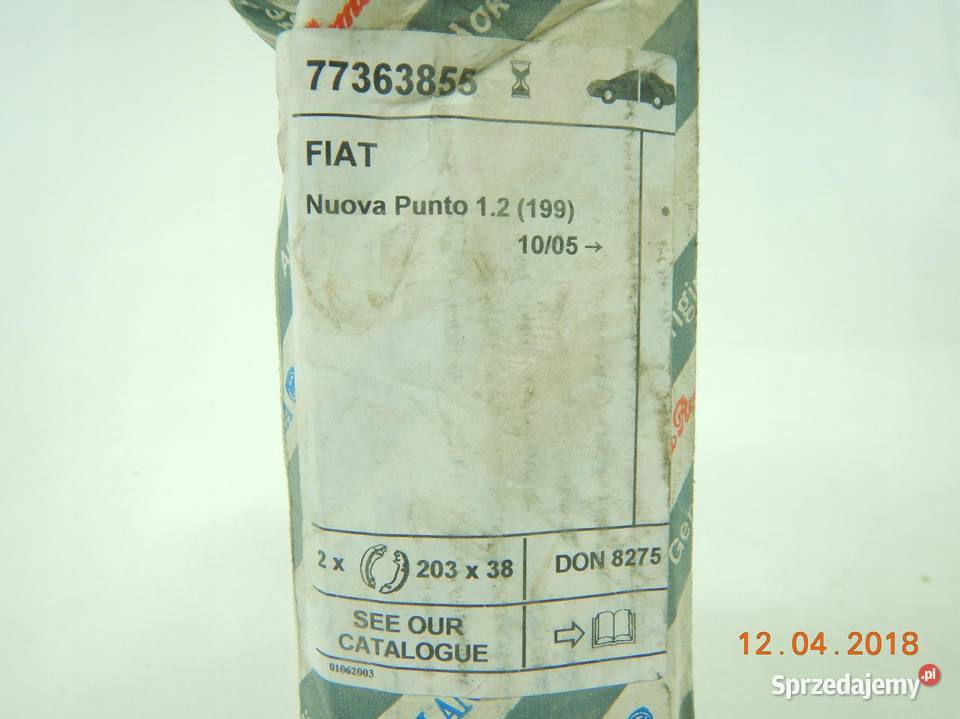 77363855
FIAT
Nuova Punto 1.2 (199)
10/05 →
2 x 203 x 38
DON 8275
SEE OUR
CATALOGUE
01062003
12.04.2018
Sprzedajemy.pl